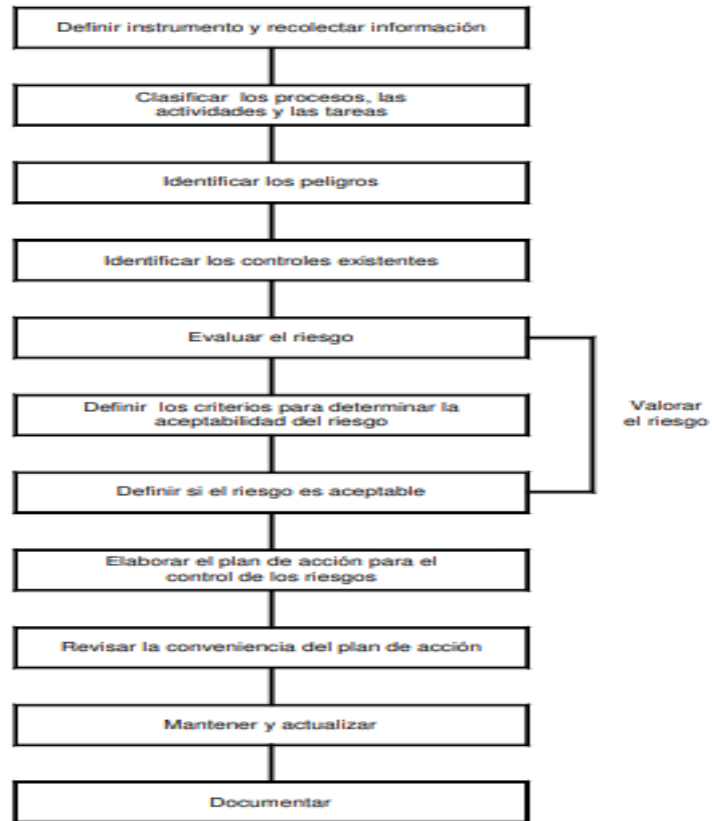 Definir instrumento y recolectar información
Clasificar los procesos, las
actividades y las tareas
Identificar los peligros
Identificar los controles existentes
Evaluar el riesgo
Definir los criterios para determinar la
aceptabilidad del riesgo
Valorar
el riesgo
Definir si el riesgo es aceptable
Elaborar el plan de acción para el
control de los riesgos
Revisar la conveniencia del plan de acción
Mantener y actualizar
Documentar